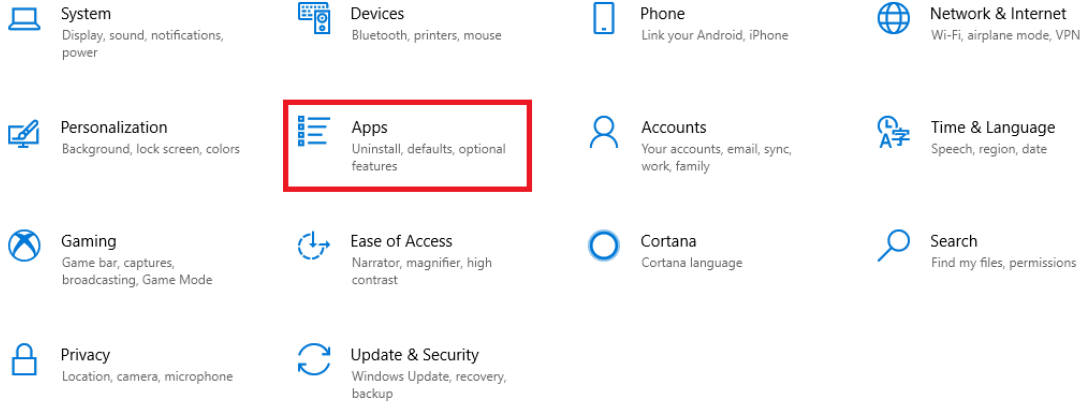 System
Display, sound, notifications,
power
Devices
Bluetooth, printers, mouse
Phone
Link your Android, iPhone
Network & Internet
Wi-Fi, airplane mode, VPN
Personalization
Background, lock screen, colors
Apps
Uninstall, defaults, optional
features
Accounts
Your accounts, email, sync,
work, family
Time & Language
Speech, region, date
Gaming
Game bar, captures,
broadcasting, Game Mode
Ease of Access
Narrator, magnifier, high
contrast
Cortana
Cortana language
Search
Find my files, permissions
Privacy
Location, camera, microphone
Update & Security
Windows Update, recovery,
backup